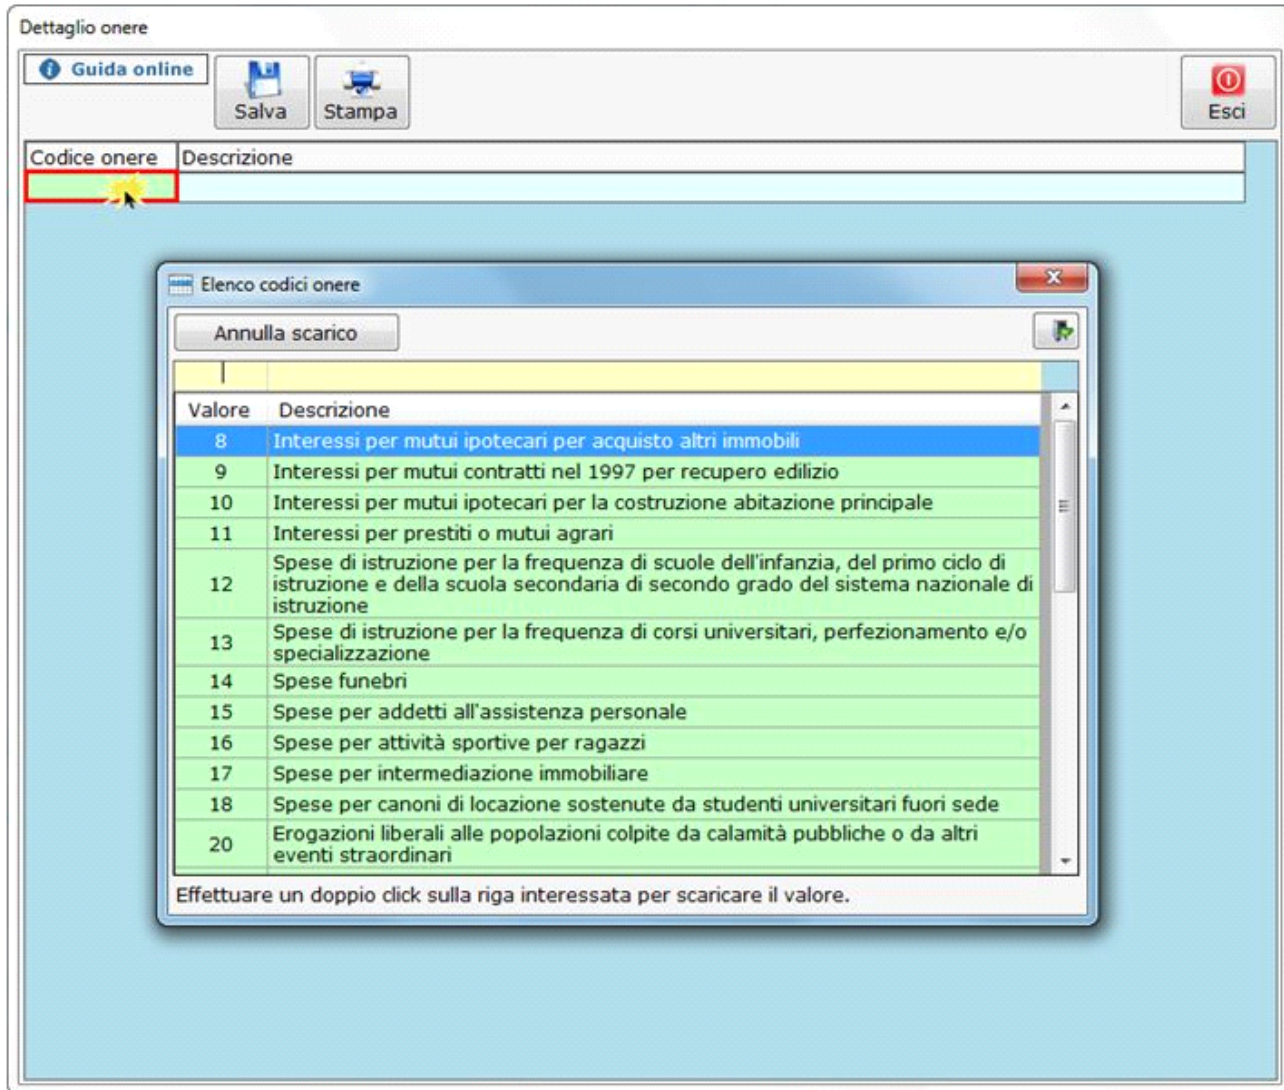 Dettaglio onere
Guida online
Salva
Stampa
Esci
Codice onere Descrizione
Elenco codici onere
Annulla scarico
Valore Descrizione
8 Interessi per mutui ipotecari per acquisto altri immobili
9 Interessi per mutui contratti nel 1997 per recupero edilizio
10 Interessi per mutui ipotecari per la costruzione abitazione principale
11 Interessi per prestiti o mutui agrari
12 Spese di istruzione per la frequenza di scuole dell'infanzia, del primo ciclo di
istruzione e della scuola secondaria di secondo grado del sistema nazionale di
istruzione
13 Spese di istruzione per la frequenza di corsi universitari, perfezionamento e/o
specializzazione
14 Spese funebri
15 Spese per addetti all'assistenza personale
16 Spese per attività sportive per ragazzi
17 Spese per intermediazione immobiliare
18 Spese per canoni di locazione sostenute da studenti universitari fuori sede
20 Erogazioni liberali alle popolazioni colpite da calamità pubbliche o da altri
eventi straordinari
Effettuare un doppio click sulla riga interessata per scaricare il valore.